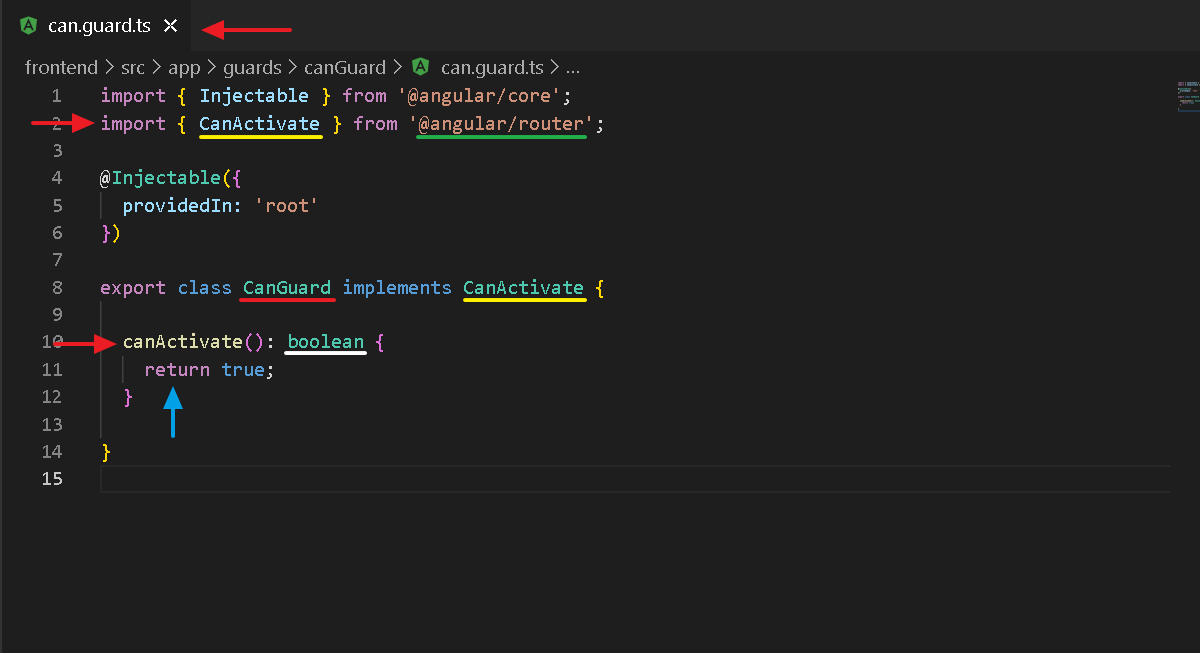 can.guard.ts
frontend > src > app > guards > canGuard > can.guard.ts > ...
1 import { Injectable } from '@angular/core';
2 import { CanActivate } from '@angular/router';
3
4 @Injectable({
5   providedIn: 'root'
6 })
7
8 export class CanGuard implements CanActivate {
9
10   canActivate(): boolean {
11     return true;
12   }
13
14 }
15